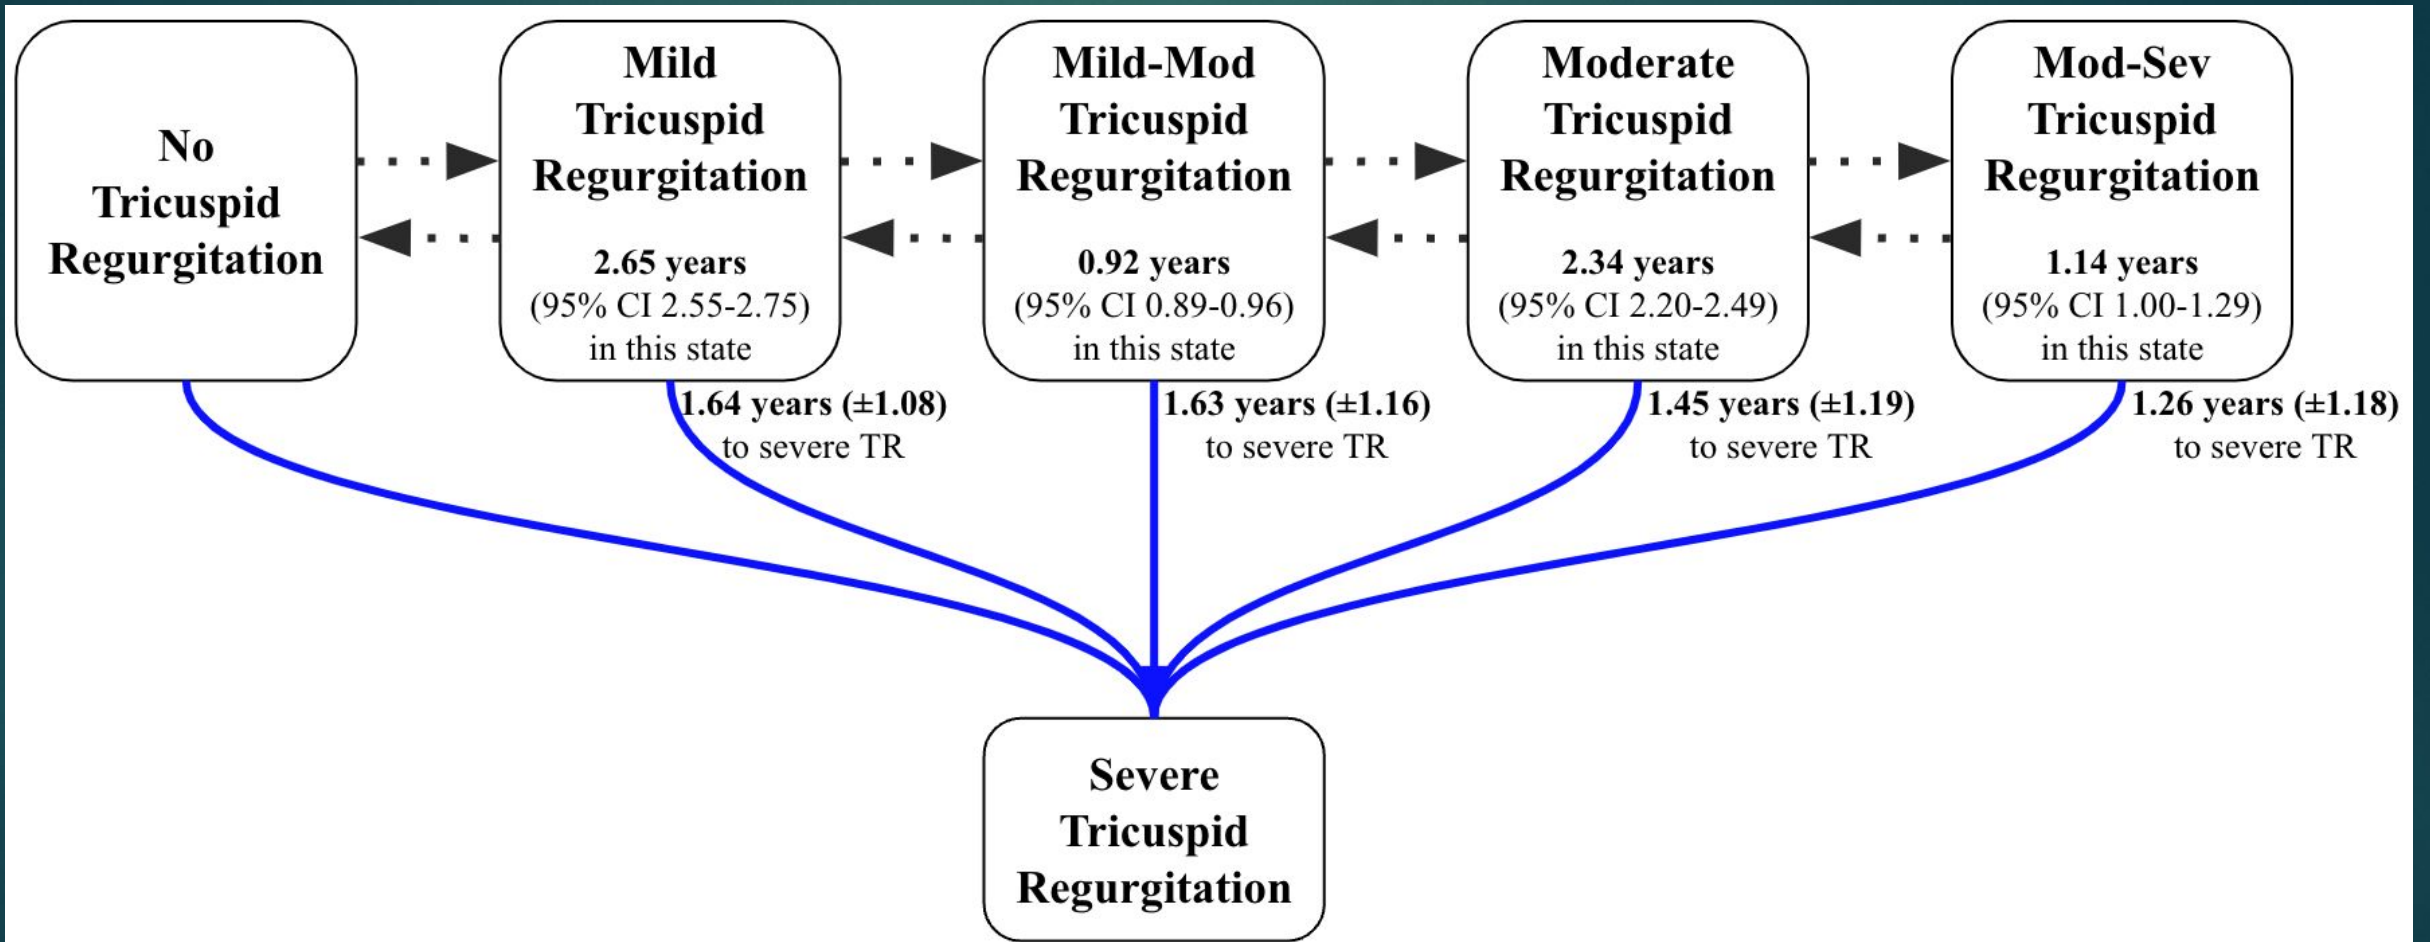 No
Tricuspid
Regurgitation
Mild
Tricuspid
Regurgitation
2.65 years
(95% CI 2.55-2.75)
in this state
Mild-Mod
Tricuspid
Regurgitation
0.92 years
(95% CI 0.89-0.96)
in this state
Moderate
Tricuspid
Regurgitation
2.34 years
(95% CI 2.20-2.49)
in this state
Mod-Sev
Tricuspid
Regurgitation
1.14 years
(95% CI 1.00-1.29)
in this state
1.64 years (±1.08)
to severe TR
1.63 years (±1.16)
to severe TR
1.45 years (±1.19)
to severe TR
1.26 years (±1.18)
to severe TR
Severe
Tricuspid
Regurgitation